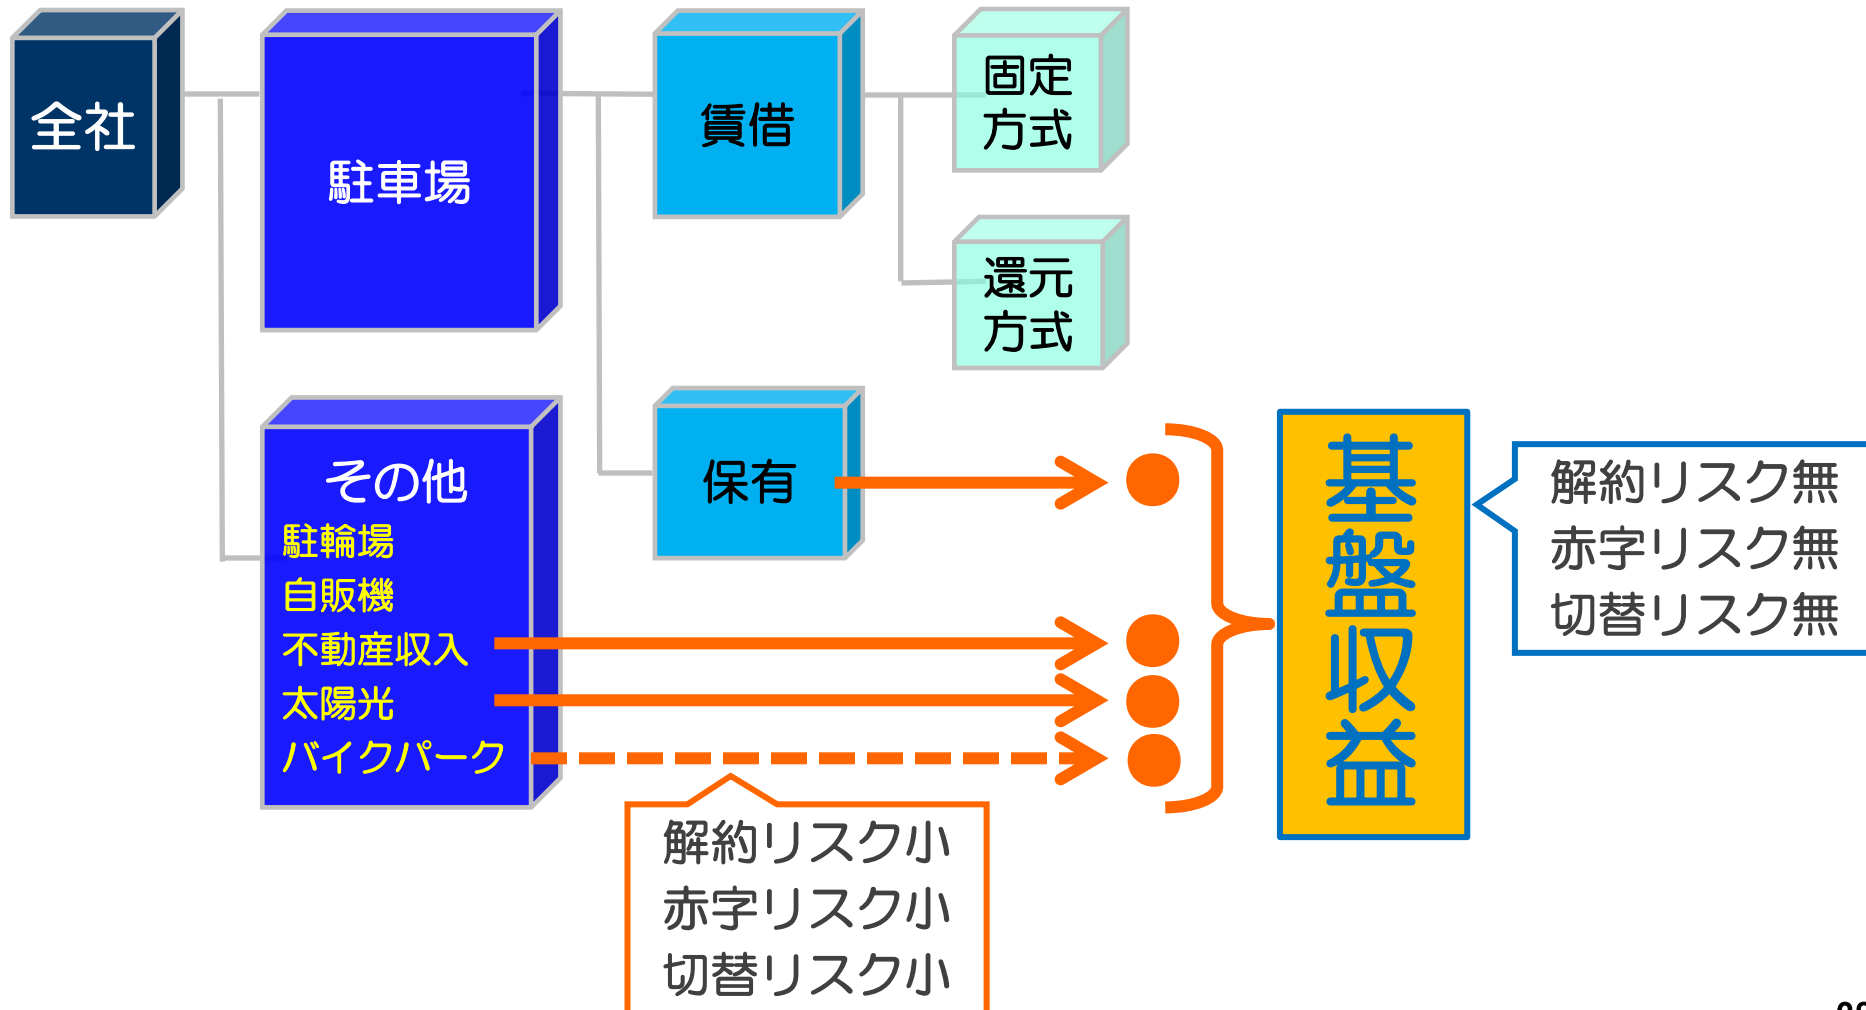 全社
駐車場
賃借
固定
方式
還元
方式
保有
その他
駐輪場
自販機
不動産収入
太陽光
バイクパーク
基盤収益
解約リスク無
赤字リスク無
切替リスク無
解約リスク小
赤字リスク小
切替リスク小